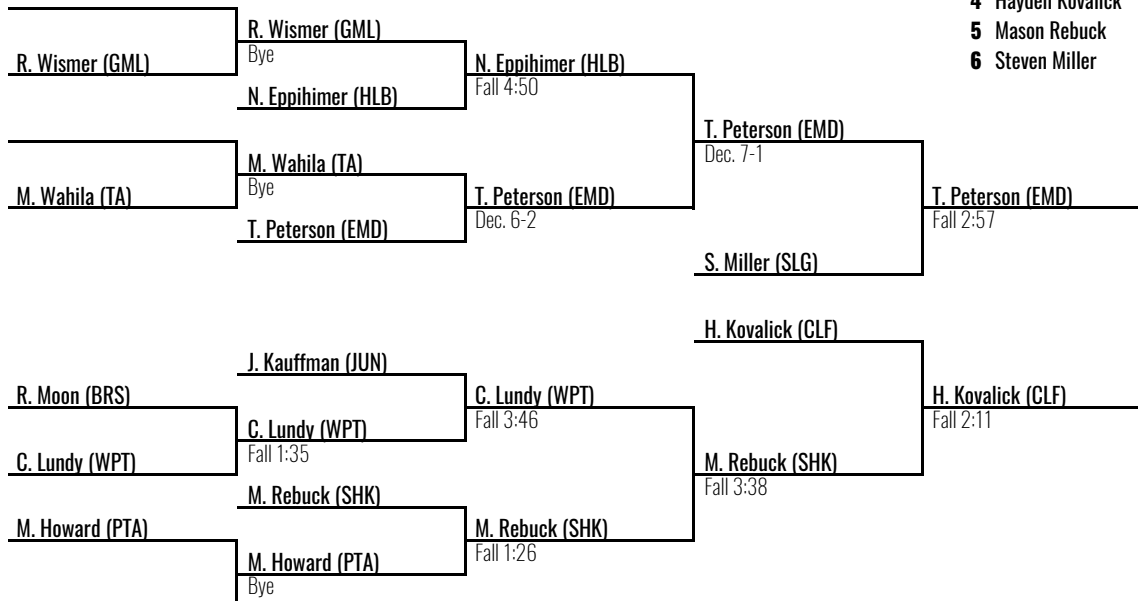 4 Hayden Kovalick
5 Mason Rebuck
6 Steven Miller
R. Wismer (GML)
R. Wismer (GML)
Bye
N. Eppihimer (HLB)
N. Eppihimer (HLB)
Fall 4:50
T. Peterson (EMD)
Dec. 7-1
M. Wahila (TA)
M. Wahila (TA)
Bye
T. Peterson (EMD)
T. Peterson (EMD)
Dec. 6-2
T. Peterson (EMD)
Fall 2:57
S. Miller (SLG)
H. Kovalick (CLF)
J. Kauffman (JUN)
R. Moon (BRS)
C. Lundy (WPT)
Fall 3:46
H. Kovalick (CLF)
Fall 2:11
C. Lundy (WPT)
Fall 1:35
C. Lundy (WPT)
M. Rebuck (SHK)
Fall 3:38
M. Rebuck (SHK)
M. Howard (PTA)
M. Rebuck (SHK)
Fall 1:26
M. Howard (PTA)
Bye